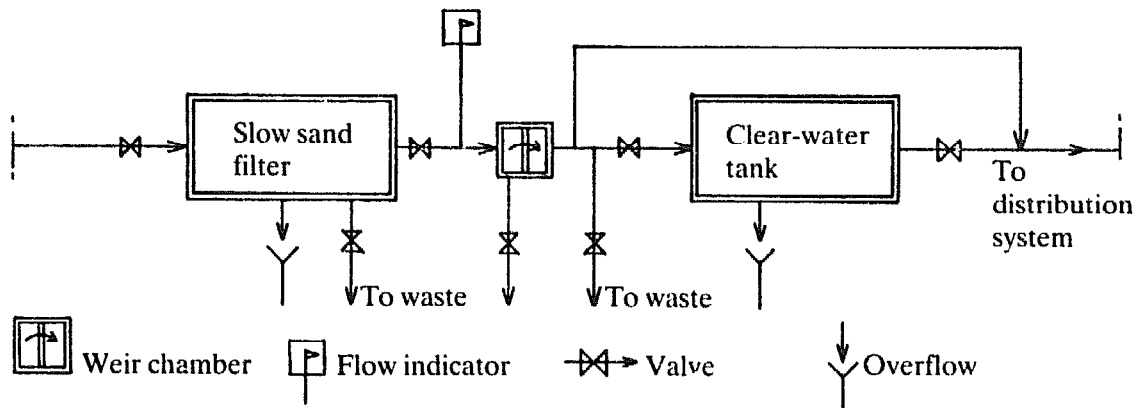 Slow sand
filter
Clear-water
tank
To
distribution
system
To waste
To waste
Weir chamber
Flow indicator
Valve
Overflow